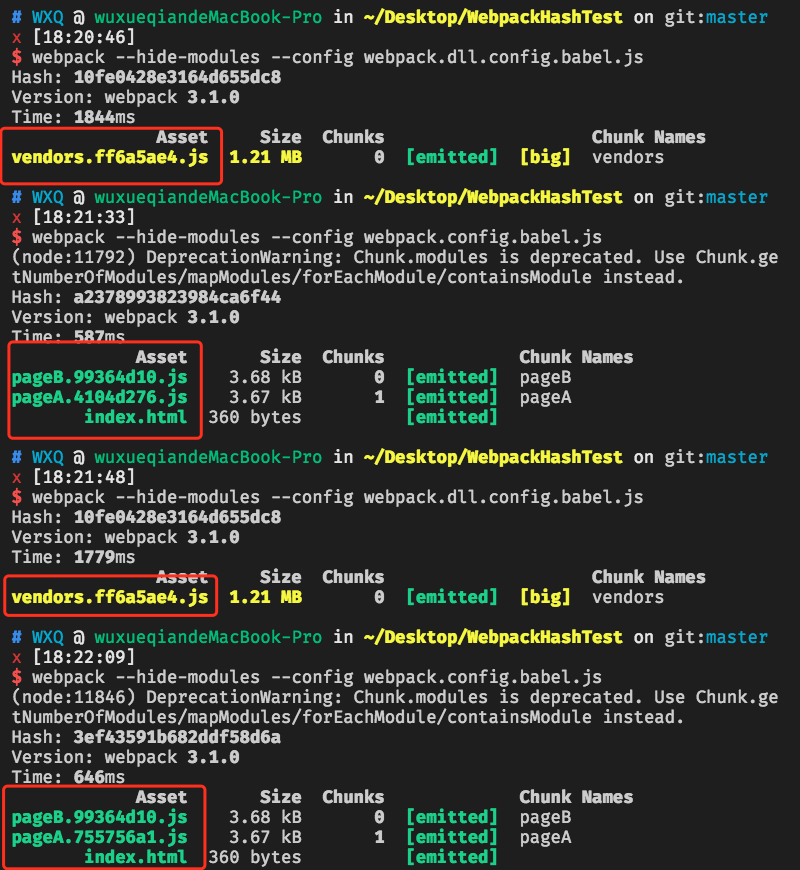 # WXQ @ wuxueqiandeMacBook-Pro in ~/Desktop/WebpackHashTest on git:master
x [18:20:46]
$ webpack --hide-modules --config webpack.dll.config.babel.js
Hash: 10fe0428e3164d655dc8
Version: webpack 3.1.0
Time: 1844ms
Asset Size Chunks Chunk Names
vendors.ff6a5ae4.js 1.21 MB 0 [emitted] [big] vendors
# WXQ @ wuxueqiandeMacBook-Pro in ~/Desktop/WebpackHashTest on git:master
x [18:21:33]
$ webpack --hide-modules --config webpack.config.babel.js
(node:11792) DeprecationWarning: Chunk.modules is deprecated. Use Chunk.ge
tNumberOfModules/mapModules/forEachModule/containsModule instead.
Hash: a2378993823984ca6f44
Version: webpack 3.1.0
Time: 587ms
Asset Size Chunks Chunk Names
pageB.99364d10.js 3.68 kB 0 [emitted] pageB
pageA.4104d276.js 3.67 kB 1 [emitted] pageA
index.html 360 bytes [emitted]
# WXQ @ wuxueqiandeMacBook-Pro in ~/Desktop/WebpackHashTest on git:master
x [18:21:48]
$ webpack --hide-modules --config webpack.dll.config.babel.js
Hash: 10fe0428e3164d655dc8
Version: webpack 3.1.0
Time: 1779ms
Asset Size Chunks Chunk Names
vendors.ff6a5ae4.js 1.21 MB 0 [emitted] [big] vendors
# WXQ @ wuxueqiandeMacBook-Pro in ~/Desktop/WebpackHashTest on git:master
x [18:22:09]
$ webpack --hide-modules --config webpack.config.babel.js
(node:11846) DeprecationWarning: Chunk.modules is deprecated. Use Chunk.ge
tNumberOfModules/mapModules/forEachModule/containsModule instead.
Hash: 3ef43591b682ddf58d6a
Version: webpack 3.1.0
Time: 646ms
Asset Size Chunks Chunk Names
pageB.99364d10.js 3.68 kB 0 [emitted] pageB
pageA.755756a1.js 3.67 kB 1 [emitted] pageA
index.html 360 bytes [emitted]